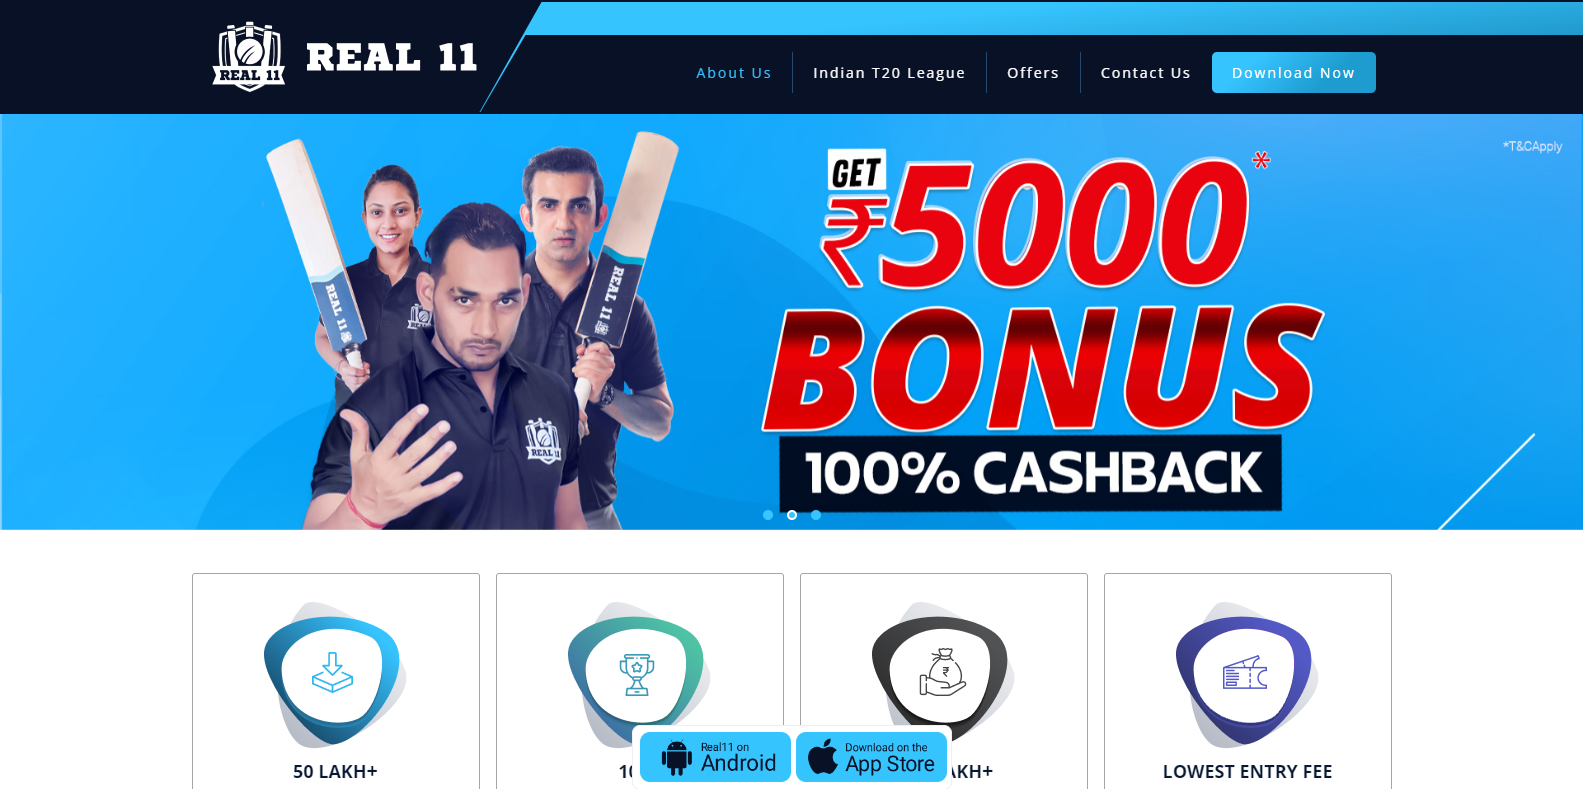 REAL 11
REAL 11
About Us
Indian T20 League
Offers
Contact Us
Download Now
*T&CApply
GET
₹5000*
BONUS
100% CASHBACK
REAL 11
REAL 11
REAL 11
50 LAKH+
LOWEST ENTRY FEE
Real11 on
Android
Download on the
App Store